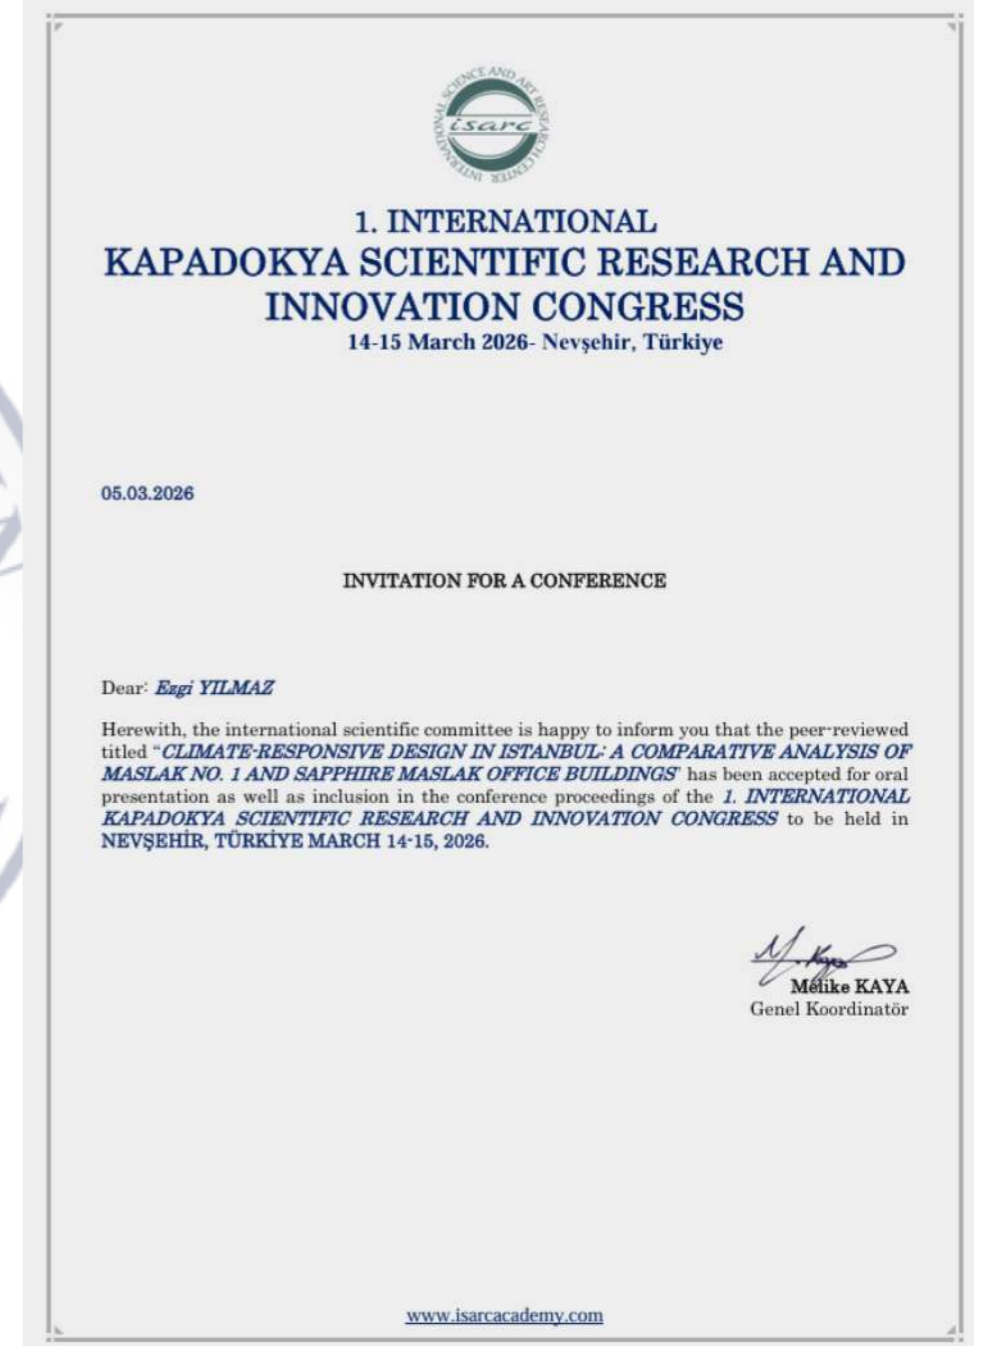 INTERNATIONAL SCIENCE AND ART RESEARCH CENTER
isarc
1. INTERNATIONAL
KAPADOKYA SCIENTIFIC RESEARCH AND
INNOVATION CONGRESS
14-15 March 2026- Nevşehir, Türkiye
05.03.2026
INVITATION FOR A CONFERENCE
Dear: Ezgi YILMAZ
Herewith, the international scientific committee is happy to inform you that the peer-reviewed
titled “CLIMATE-RESPONSIVE DESIGN IN ISTANBUL: A COMPARATIVE ANALYSIS OF
MASLAK NO. 1 AND SAPPHIRE MASLAK OFFICE BUILDINGS” has been accepted for oral
presentation as well as inclusion in the conference proceedings of the 1. INTERNATIONAL
KAPADOKYA SCIENTIFIC RESEARCH AND INNOVATION CONGRESS to be held in
NEVŞEHİR, TÜRKİYE MARCH 14-15, 2026.
M. Kaya
Melike KAYA
Genel Koordinatör
www.isarcacademy.com